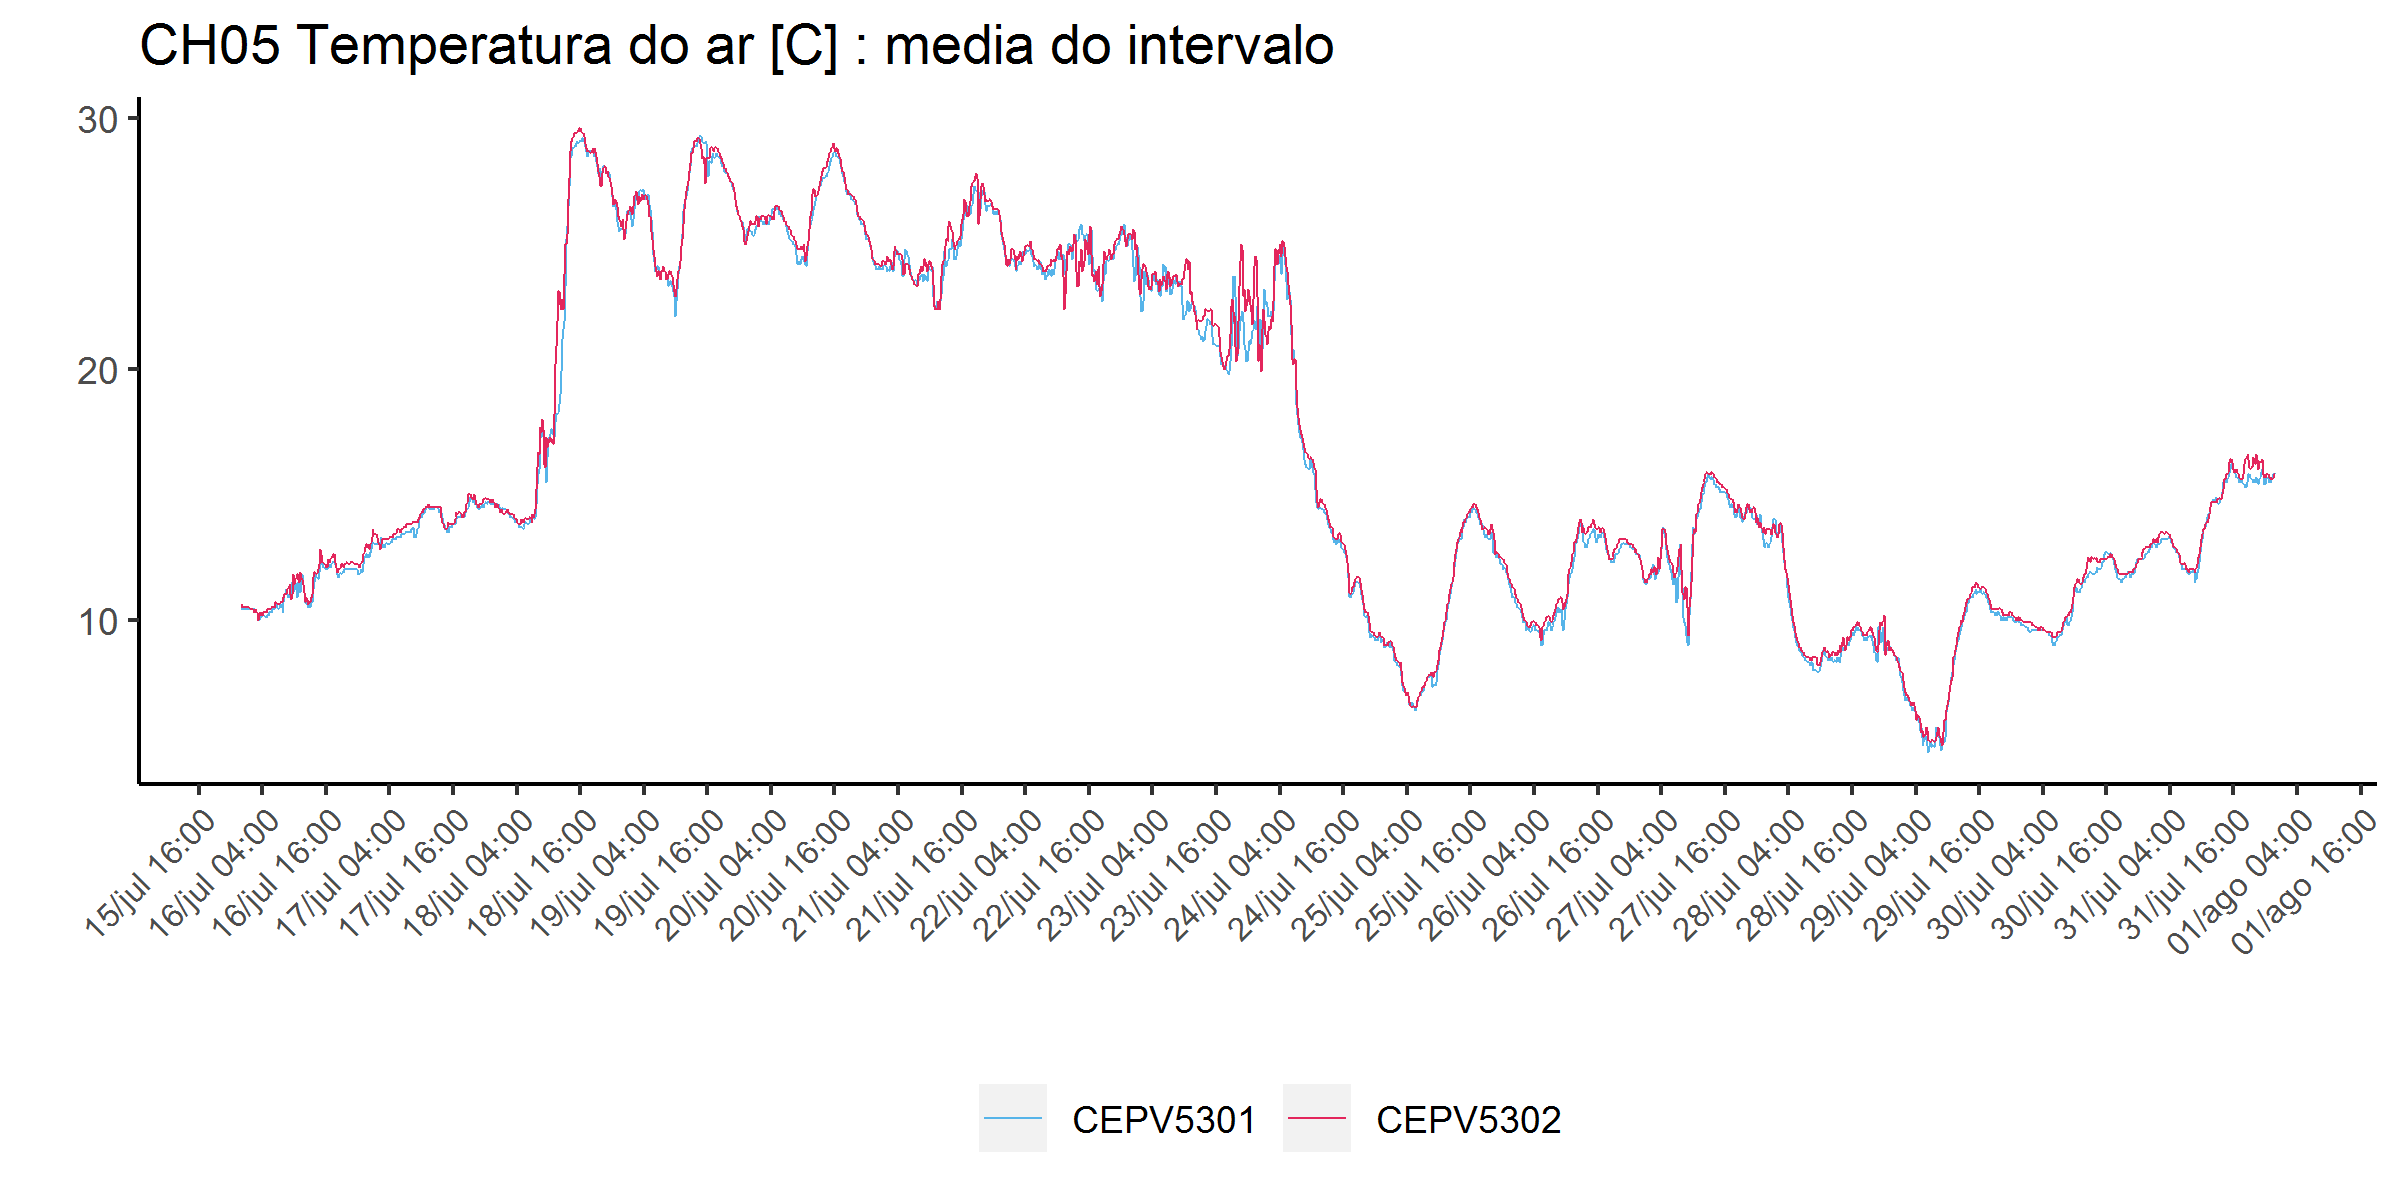 CH05 Temperatura do ar [C] : media do intervalo
30
20
10
15/jul 16:00
16/jul 04:00
16/jul 16:00
17/jul 04:00
17/jul 16:00
18/jul 04:00
18/jul 16:00
19/jul 04:00
19/jul 16:00
20/jul 04:00
20/jul 16:00
21/jul 04:00
21/jul 16:00
22/jul 04:00
22/jul 16:00
23/jul 04:00
23/jul 16:00
24/jul 04:00
24/jul 16:00
25/jul 04:00
25/jul 16:00
26/jul 04:00
26/jul 16:00
27/jul 04:00
27/jul 16:00
28/jul 04:00
28/jul 16:00
29/jul 04:00
29/jul 16:00
30/jul 04:00
30/jul 16:00
31/jul 04:00
31/jul 16:00
01/ago 04:00
01/ago 16:00
CEPV5301
CEPV5302